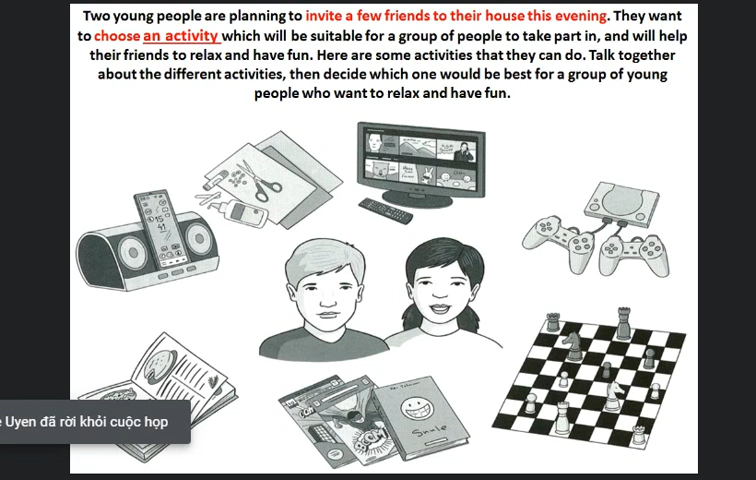 Two young people are planning to invite a few friends to their house this evening. They want
to choose an activity which will be suitable for a group of people to take part in, and will help
their friends to relax and have fun. Here are some activities that they can do. Talk together
about the different activities, then decide which one would be best for a group of young
people who want to relax and have fun.
e Uyen đã rời khỏi cuộc họp